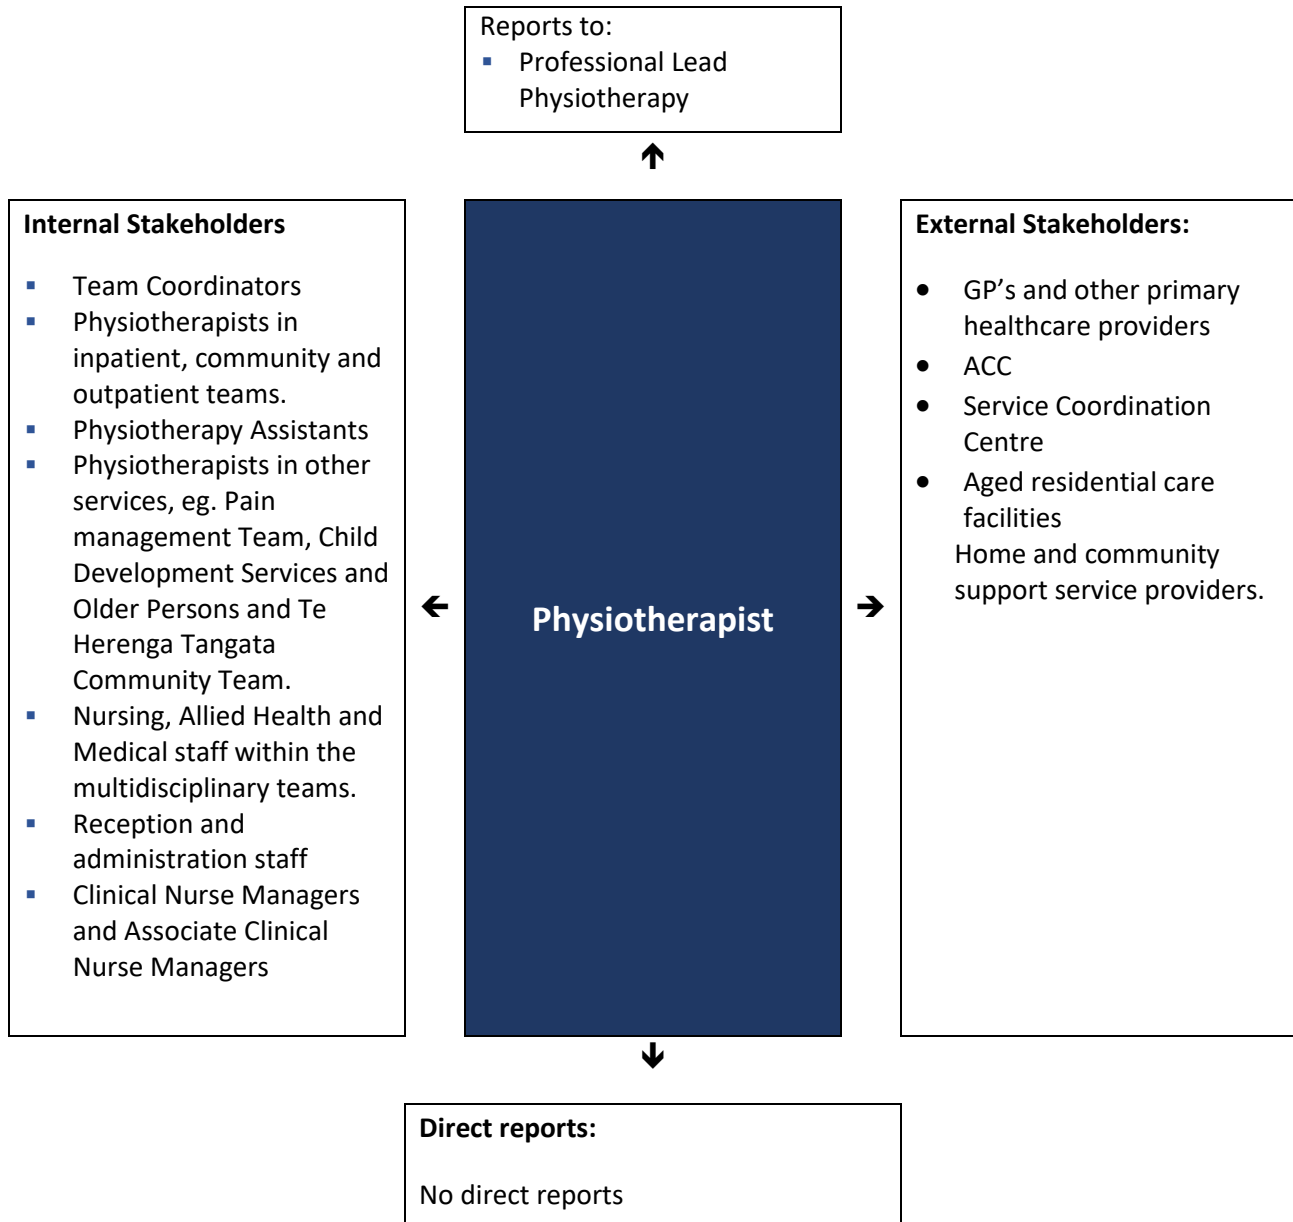 Reports to:
▪ Professional Lead
Physiotherapy
Internal Stakeholders
▪ Team Coordinators
▪ Physiotherapists in
inpatient, community and
outpatient teams.
▪ Physiotherapy Assistants
▪ Physiotherapists in other
services, eg. Pain
management Team, Child
Development Services and
Older Persons and Te
Herenga Tangata
Community Team.
▪ Nursing, Allied Health and
Medical staff within the
multidisciplinary teams.
▪ Reception and
administration staff
▪ Clinical Nurse Managers
and Associate Clinical
Nurse Managers
Physiotherapist
External Stakeholders:
● GP’s and other primary
healthcare providers
● ACC
● Service Coordination
Centre
● Aged residential care
facilities
Home and community
support service providers.
Direct reports:
No direct reports